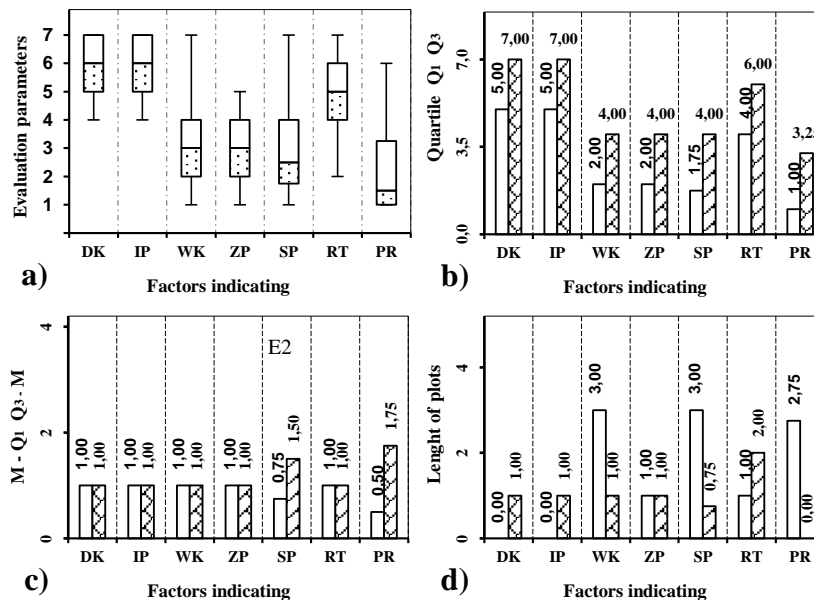 Evaluation parameters
7
6
5
4
3
2
1
DK IP WK ZP SP RT PR
a)
Factors indicating
Quartile Q1 Q3
7,0
3,5
0,0
5,00 7,00 5,00 7,00 2,00 4,00 2,00 4,00 1,75 4,00 4,00 6,00 1,00 3,25
DK IP WK ZP SP RT PR
b)
Factors indicating
M - Q1 Q3 - M
4
2
0
E2
1,00 1,00 1,00 1,00 1,00 1,00 1,00 1,00 0,75 1,50 1,00 1,00 0,50 1,75
DK IP WK ZP SP RT PR
c)
Factors indicating
Lenght of plots
4
2
0
0,00 1,00 0,00 1,00 3,00 1,00 1,00 1,00 3,00 0,75 1,00 2,00 2,75 0,00
DK IP WK ZP SP RT PR
d)
Factors indicating